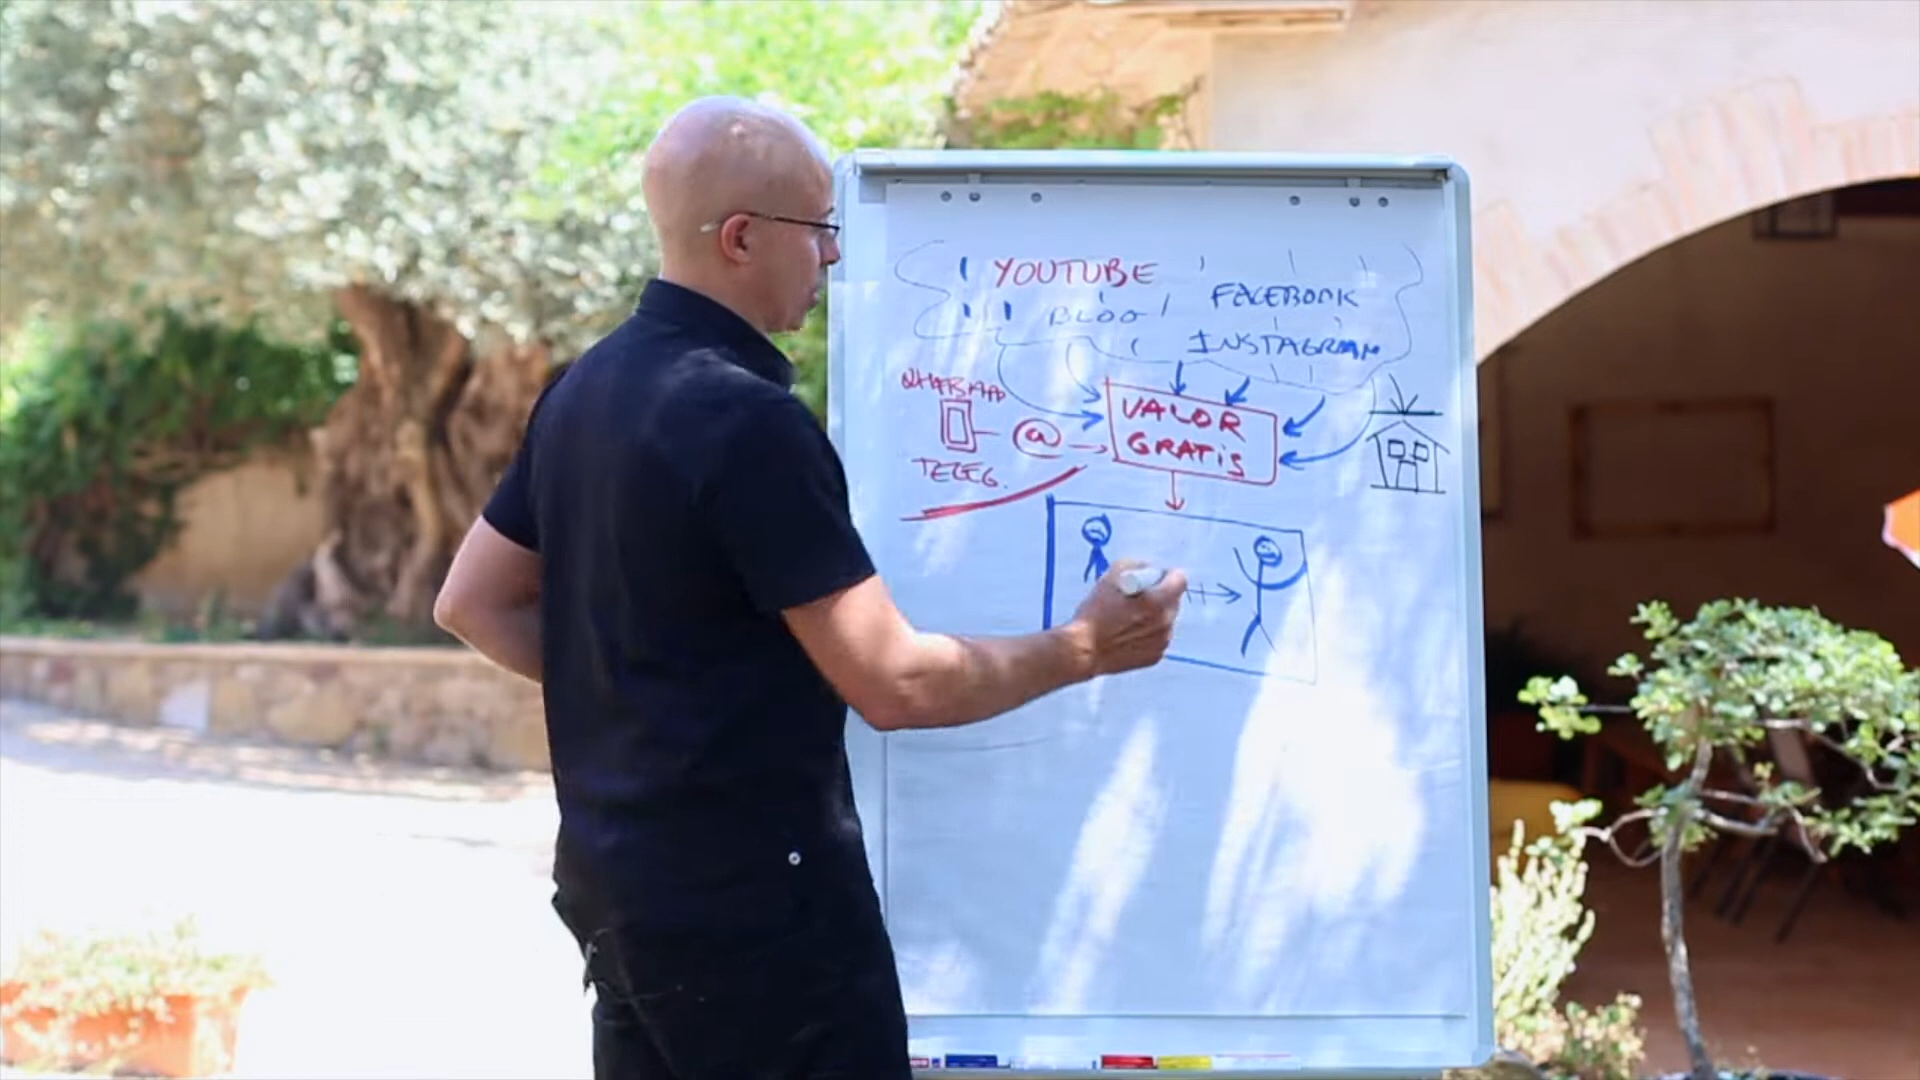 YOUTUBE
FACEBOOK
BLOG
INSTAGRAM
WHATSAPP
VALOR
GRATIS
@
TELEG.